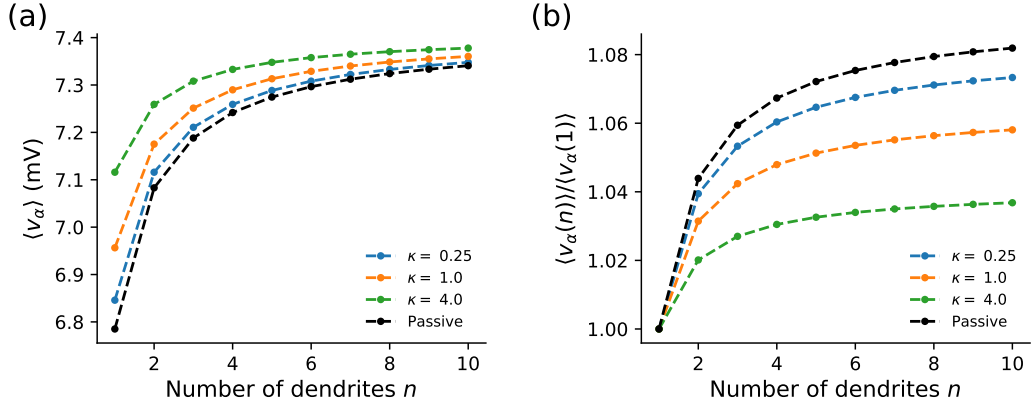 (a)
7.4
7.3
7.2
7.1
7.0
6.9
6.8
⟨v_α⟩ (mV)
κ = 0.25
κ = 1.0
κ = 4.0
Passive
2 4 6 8 10
Number of dendrites n
(b)
1.08
1.06
1.04
1.02
1.00
⟨v_α(n)⟩/⟨v_α(1)⟩
κ = 0.25
κ = 1.0
κ = 4.0
Passive
2 4 6 8 10
Number of dendrites n